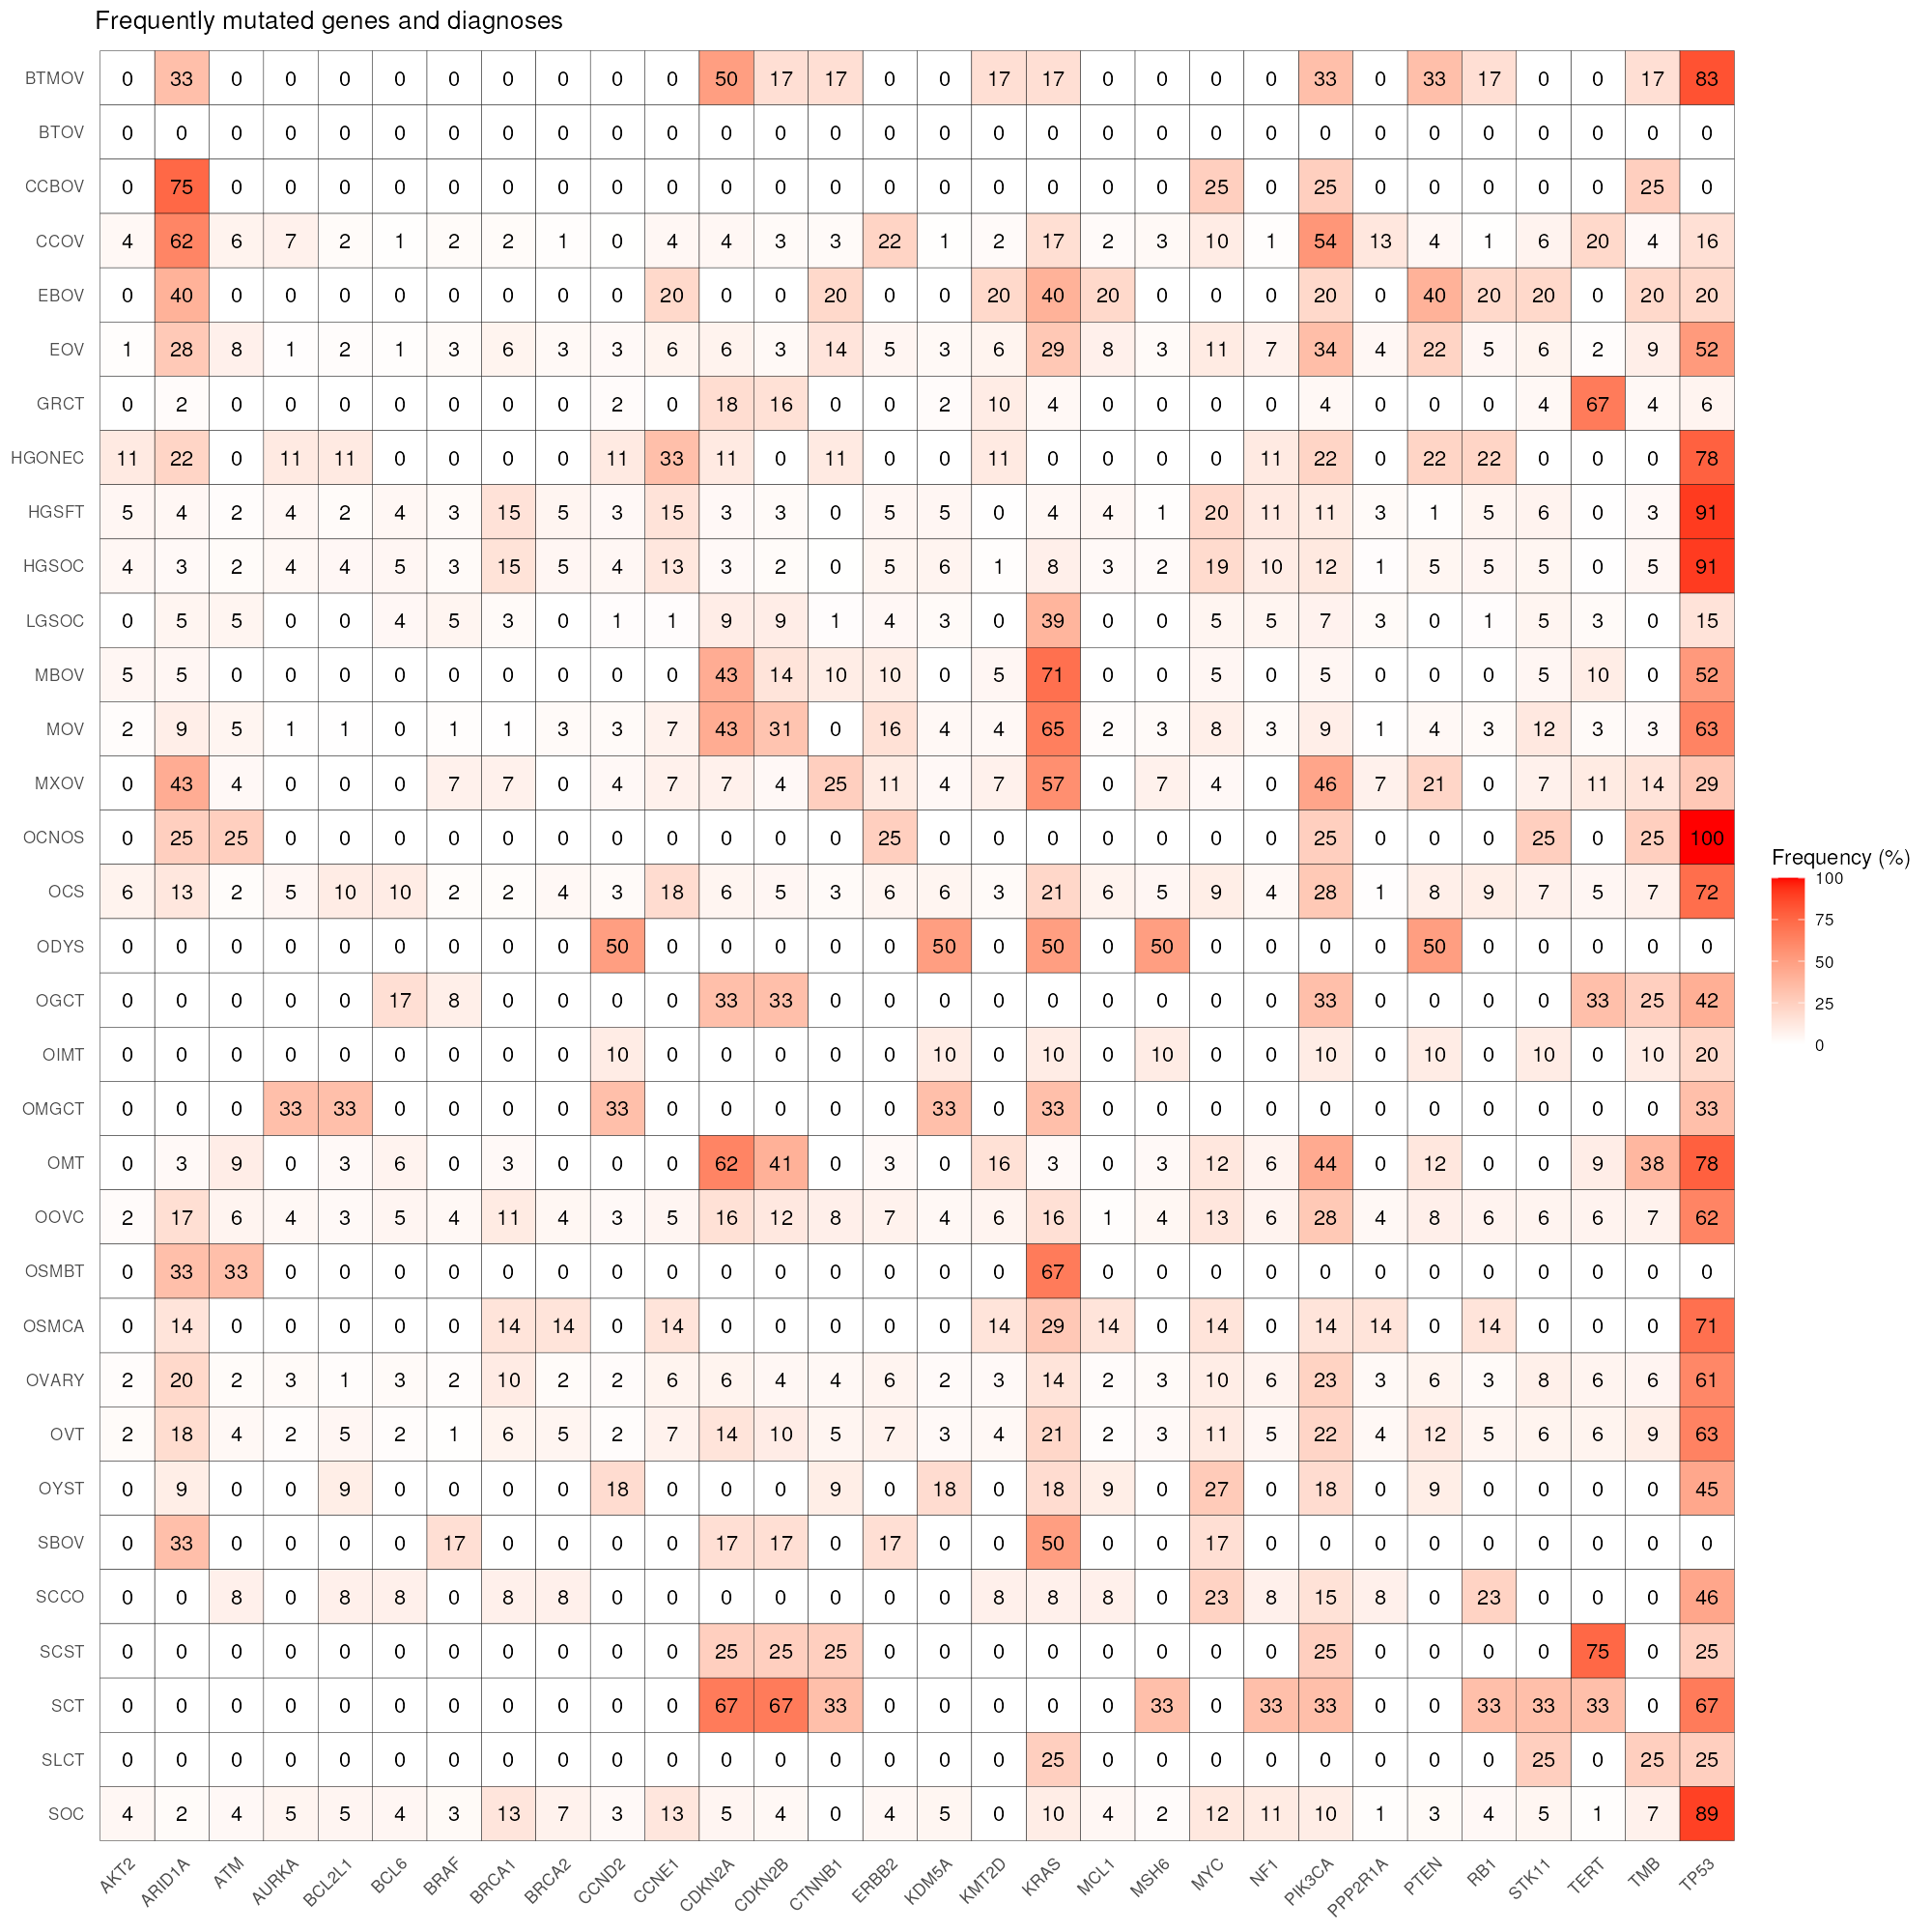 Frequently mutated genes and diagnoses
BTMOV 0 33 0 0 0 0 0 0 0 0 0 50 17 17 0 0 17 17 0 0 0 0 33 0 33 17 0 0 17 83
BTOV 0 0 0 0 0 0 0 0 0 0 0 0 0 0 0 0 0 0 0 0 0 0 0 0 0 0 0 0 0 0
CCBOV 0 75 0 0 0 0 0 0 0 0 0 0 0 0 0 0 0 0 0 0 25 0 25 0 0 0 0 0 25 0
CCOV 4 62 6 7 2 1 2 2 1 0 4 4 3 3 22 1 2 17 2 3 10 1 54 13 4 1 6 20 4 16
EBOV 0 40 0 0 0 0 0 0 0 0 20 0 0 20 0 0 20 40 20 0 0 0 20 0 40 20 20 0 20 20
EOV 1 28 8 1 2 1 3 6 3 3 6 6 3 14 5 3 6 29 8 3 11 7 34 4 22 5 6 2 9 52
GRCT 0 2 0 0 0 0 0 0 0 2 0 18 16 0 0 2 10 4 0 0 0 0 4 0 0 0 4 67 4 6
HGONEC 11 22 0 11 11 0 0 0 0 11 33 11 0 11 0 0 11 0 0 0 0 11 22 0 22 22 0 0 0 78
HGSFT 5 4 2 4 2 4 3 15 5 3 15 3 3 0 5 5 0 4 4 1 20 11 11 3 1 5 6 0 3 91
HGSOC 4 3 2 4 4 5 3 15 5 4 13 3 2 0 5 6 1 8 3 2 19 10 12 1 5 5 5 0 5 91
LGSOC 0 5 5 0 0 4 5 3 0 1 1 9 9 1 4 3 0 39 0 0 5 5 7 3 0 1 5 3 0 15
MBOV 5 5 0 0 0 0 0 0 0 0 0 43 14 10 10 0 5 71 0 0 5 0 5 0 0 0 5 10 0 52
MOV 2 9 5 1 1 0 1 1 3 3 7 43 31 0 16 4 4 65 2 3 8 3 9 1 4 3 12 3 3 63
MXOV 0 43 4 0 0 0 7 7 0 4 7 7 4 25 11 4 7 57 0 7 4 0 46 7 21 0 7 11 14 29
OCNOS 0 25 25 0 0 0 0 0 0 0 0 0 0 0 25 0 0 0 0 0 0 0 25 0 0 0 25 0 25 100
OCS 6 13 2 5 10 10 2 2 4 3 18 6 5 3 6 6 3 21 6 5 9 4 28 1 8 9 7 5 7 72
ODYS 0 0 0 0 0 0 0 0 0 50 0 0 0 0 0 50 0 50 0 50 0 0 0 0 50 0 0 0 0 0
OGCT 0 0 0 0 0 17 8 0 0 0 0 33 33 0 0 0 0 0 0 0 0 0 33 0 0 0 0 33 25 42
OIMT 0 0 0 0 0 0 0 0 0 10 0 0 0 0 0 10 0 10 0 10 0 0 10 0 10 0 10 0 10 20
OMGCT 0 0 0 33 33 0 0 0 0 33 0 0 0 0 0 33 0 33 0 0 0 0 0 0 0 0 0 0 0 33
OMT 0 3 9 0 3 6 0 3 0 0 0 62 41 0 3 0 16 3 0 3 12 6 44 0 12 0 0 9 38 78
OOVC 2 17 6 4 3 5 4 11 4 3 5 16 12 8 7 4 6 16 1 4 13 6 28 4 8 6 6 6 7 62
OSMBT 0 33 33 0 0 0 0 0 0 0 0 0 0 0 0 0 0 67 0 0 0 0 0 0 0 0 0 0 0 0
OSMCA 0 14 0 0 0 0 0 14 14 0 14 0 0 0 0 0 14 29 14 0 14 0 14 14 0 14 0 0 0 71
OVARY 2 20 2 3 1 3 2 10 2 2 6 6 4 4 6 2 3 14 2 3 10 6 23 3 6 3 8 6 6 61
OVT 2 18 4 2 5 2 1 6 5 2 7 14 10 5 7 3 4 21 2 3 11 5 22 4 12 5 6 6 9 63
OYST 0 9 0 0 9 0 0 0 0 18 0 0 0 9 0 18 0 18 9 0 27 0 18 0 9 0 0 0 0 45
SBOV 0 33 0 0 0 0 17 0 0 0 0 17 17 0 17 0 0 50 0 0 17 0 0 0 0 0 0 0 0 0
SCCO 0 0 8 0 8 8 0 8 8 0 0 0 0 0 0 0 8 8 8 0 23 8 15 8 0 23 0 0 0 46
SCST 0 0 0 0 0 0 0 0 0 0 0 25 25 25 0 0 0 0 0 0 0 0 25 0 0 0 0 75 0 25
SCT 0 0 0 0 0 0 0 0 0 0 0 67 67 33 0 0 0 0 0 33 0 33 33 0 0 33 33 33 0 67
SLCT 0 0 0 0 0 0 0 0 0 0 0 0 0 0 0 0 0 25 0 0 0 0 0 0 0 0 25 0 25 25
SOC 4 2 4 5 5 4 3 13 7 3 13 5 4 0 4 5 0 10 4 2 12 11 10 1 3 4 5 1 7 89
AKT2 ARID1A ATM AURKA BCL2L1 BCL6 BRAF BRCA1 BRCA2 CCND2 CCNE1 CDKN2A CDKN2B CTNNB1 ERBB2 KDM5A KMT2D KRAS MCL1 MSH6 MYC NF1 PIK3CA PPP2R1A PTEN RB1 STK11 TERT TMB TP53
Frequency (%)
100
75
50
25
0